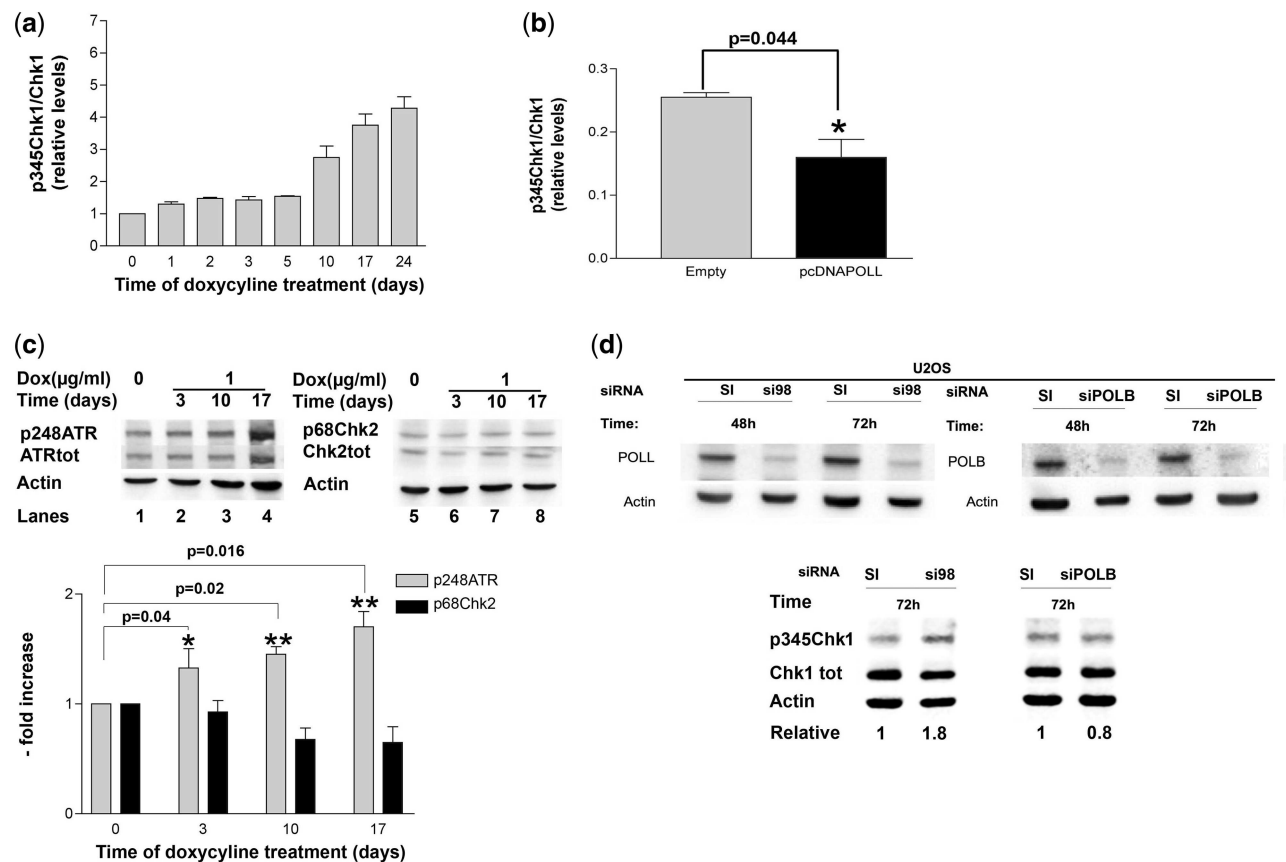 (a)
p345Chk1/Chk1
(relative levels)
7
6
5
4
3
2
1
0
0 1 2 3 5 10 17 24
Time of doxycyline treatment (days)
(b)
p=0.044
p345Chk1/Chk1
(relative levels)
0.3
0.2
0.1
0.0
*
Empty pcDNAPOLL
(c)
Dox(µg/ml) 0 1
Time (days) 3 10 17
p248ATR
ATRtot
Actin
Lanes 1 2 3 4
Dox(µg/ml) 0 1
Time (days) 3 10 17
p68Chk2
Chk2tot
Actin
5 6 7 8
p=0.016
p=0.02
p=0.04
* ** **
p248ATR
p68Chk2
- fold increase
2
1
0
0 3 10 17
Time of doxycyline treatment (days)
(d)
U2OS
siRNA SI si98 SI si98
Time: 48h 72h
POLL
Actin
siRNA SI siPOLB SI siPOLB
Time: 48h 72h
POLB
Actin
siRNA SI si98 SI siPOLB
Time 72h 72h
p345Chk1
Chk1 tot
Actin
Relative 1 1.8 1 0.8